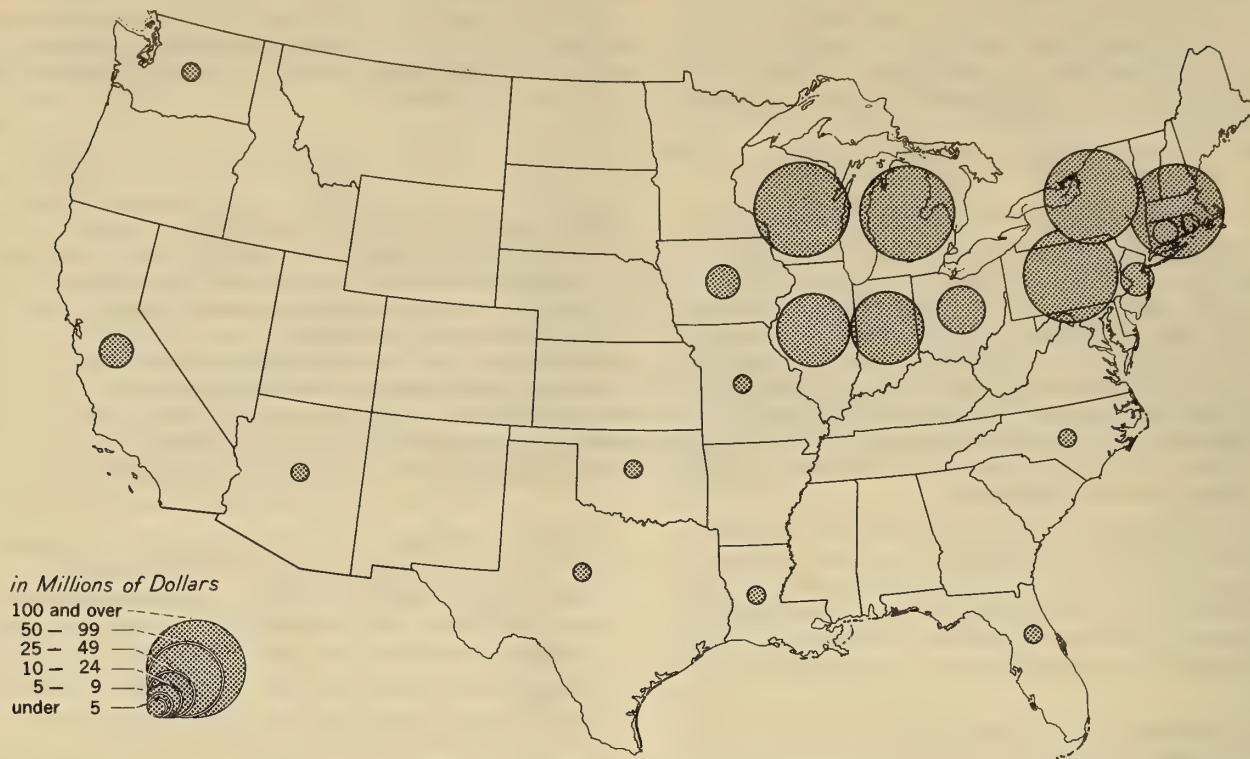 in Millions of Dollars
100 and over
50 – 99
25 – 49
10 – 24
5 – 9
under 5